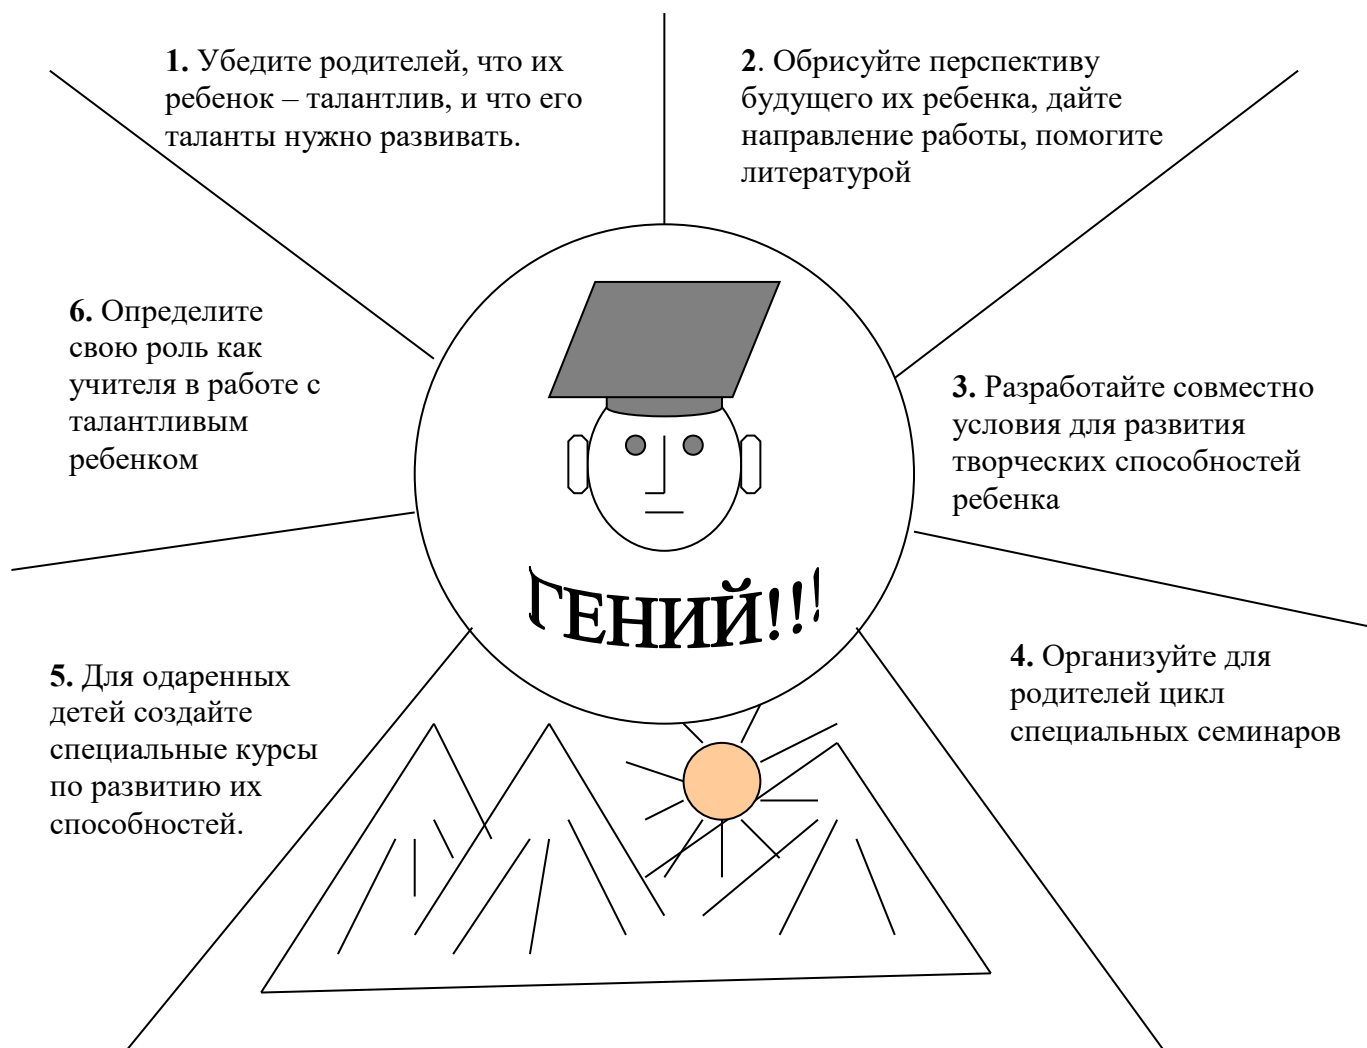 1. Убедите родителей, что их
ребенок – талантлив, и что его
таланты нужно развивать.
2. Обрисуйте перспективу
будущего их ребенка, дайте
направление работы, помогите
литературой
6. Определите
свою роль как
учителя в работе с
талантливым
ребенком
3. Разработайте совместно
условия для развития
творческих способностей
ребенка
ГЕНИЙ!!!
5. Для одаренных
детей создайте
специальные курсы
по развитию их
способностей.
4. Организуйте для
родителей цикл
специальных семинаров